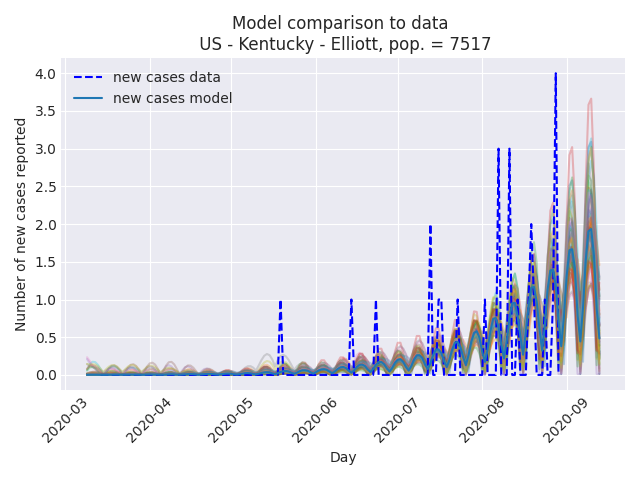 Model comparison to data
US - Kentucky - Elliott, pop. = 7517
new cases data
new cases model
Number of new cases reported
4.0
3.5
3.0
2.5
2.0
1.5
1.0
0.5
0.0
2020-03
2020-04
2020-05
2020-06
2020-07
2020-08
2020-09
Day